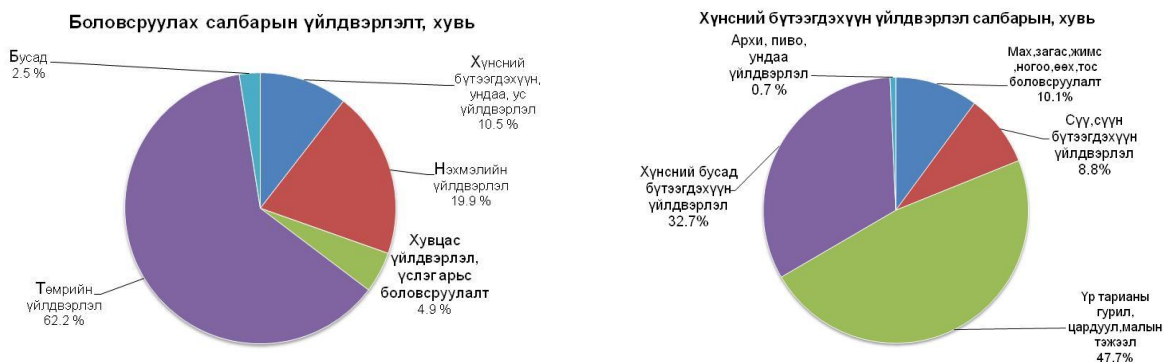 Боловсруулах салбарын үйлдвэрлэлт, хувь
Бусад
2.5 %
Хүнсний
бүтээгдэхүүн,
ундаа, ус
үйлдвэрлэл
10.5 %
Нэхмэлийн
үйлдвэрлэл
19.9 %
Хувцас
үйлдвэрлэл,
үслэг арьс
боловсруулалт
4.9 %
Төмрийн
үйлдвэрлэл
62.2 %
Хүнсний бүтээгдэхүүн үйлдвэрлэл салбарын, хувь
Архи, пиво,
ундаа
үйлдвэрлэл
0.7 %
Мах,загас,жимс
,ногоо,өөх,тос
боловсруулалт
10.1%
Сүү,сүүн
бүтээгдэхүүн
үйлдвэрлэл
8.8%
Хүнсний бусад
бүтээгдэхүүн
үйлдвэрлэл
32.7%
Үр тарианы
гурил,
цардуул,малын
тэжээл
47.7%